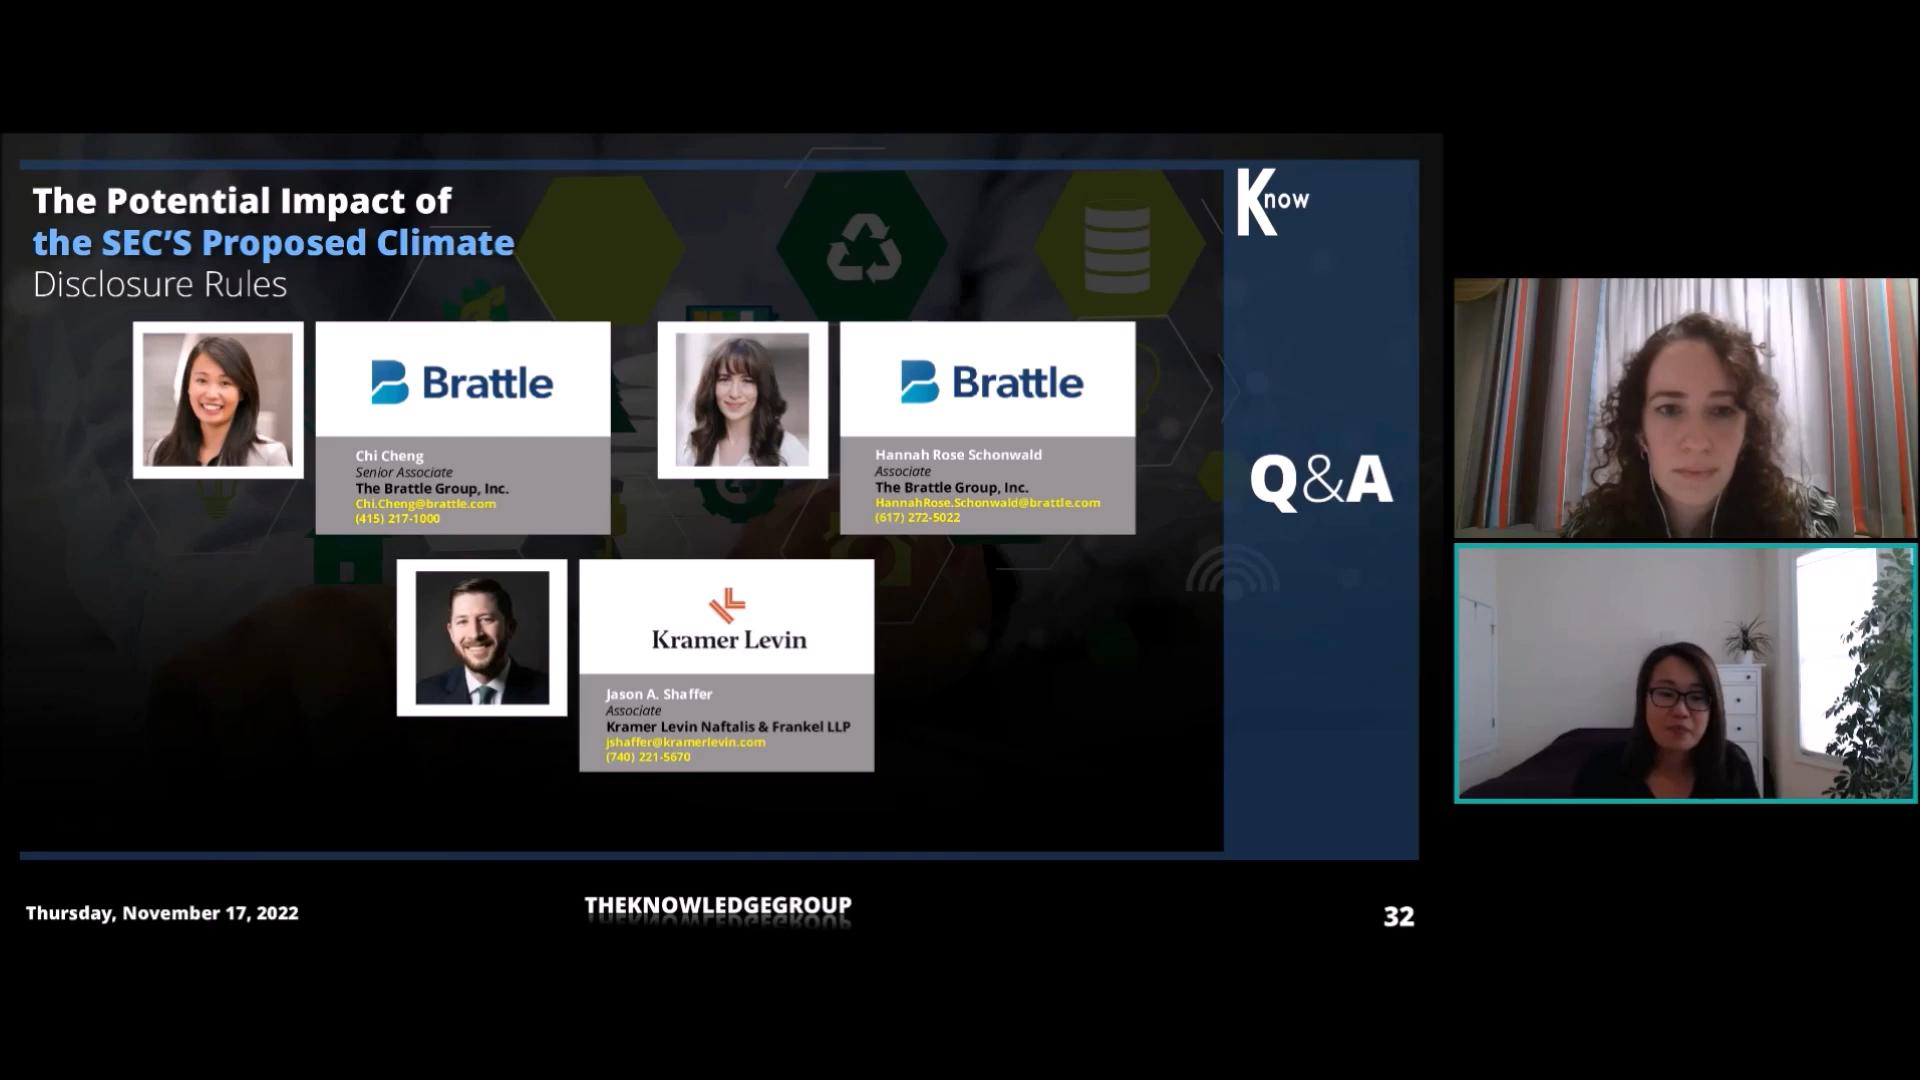 The Potential Impact of
the SEC'S Proposed Climate
Disclosure Rules
Know
Brattle
Chi Cheng
Senior Associate
The Brattle Group, Inc.
Chi.Cheng@brattle.com
(415) 217-1000
Brattle
Hannah Rose Schonwald
Associate
The Brattle Group, Inc.
HannahRose.Schonwald@brattle.com
(617) 272-5022
Q&A
Kramer Levin
Jason A. Shaffer
Associate
Kramer Levin Naftalis & Frankel LLP
jshaffer@kramerlevin.com
(740) 221-5670
Thursday, November 17, 2022
THEKNOWLEDGEGROUP
32